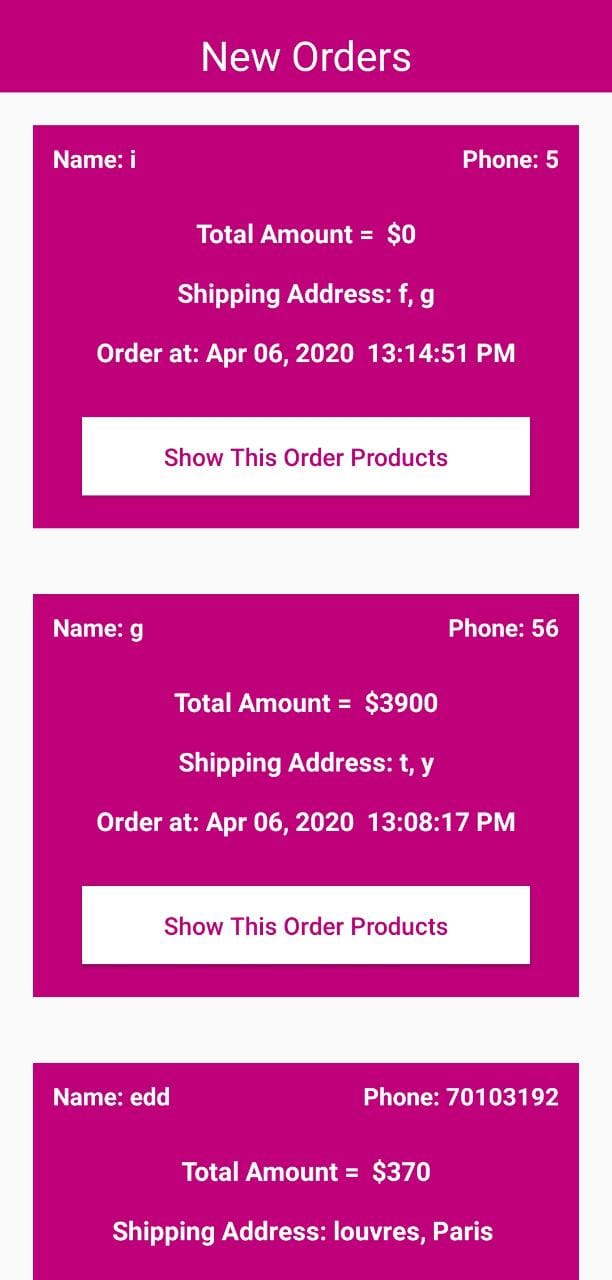 New Orders
Name: i Phone: 5
Total Amount = $0
Shipping Address: f, g
Order at: Apr 06, 2020 13:14:51 PM
Show This Order Products
Name: g Phone: 56
Total Amount = $3900
Shipping Address: t, y
Order at: Apr 06, 2020 13:08:17 PM
Show This Order Products
Name: edd Phone: 70103192
Total Amount = $370
Shipping Address: louvres, Paris